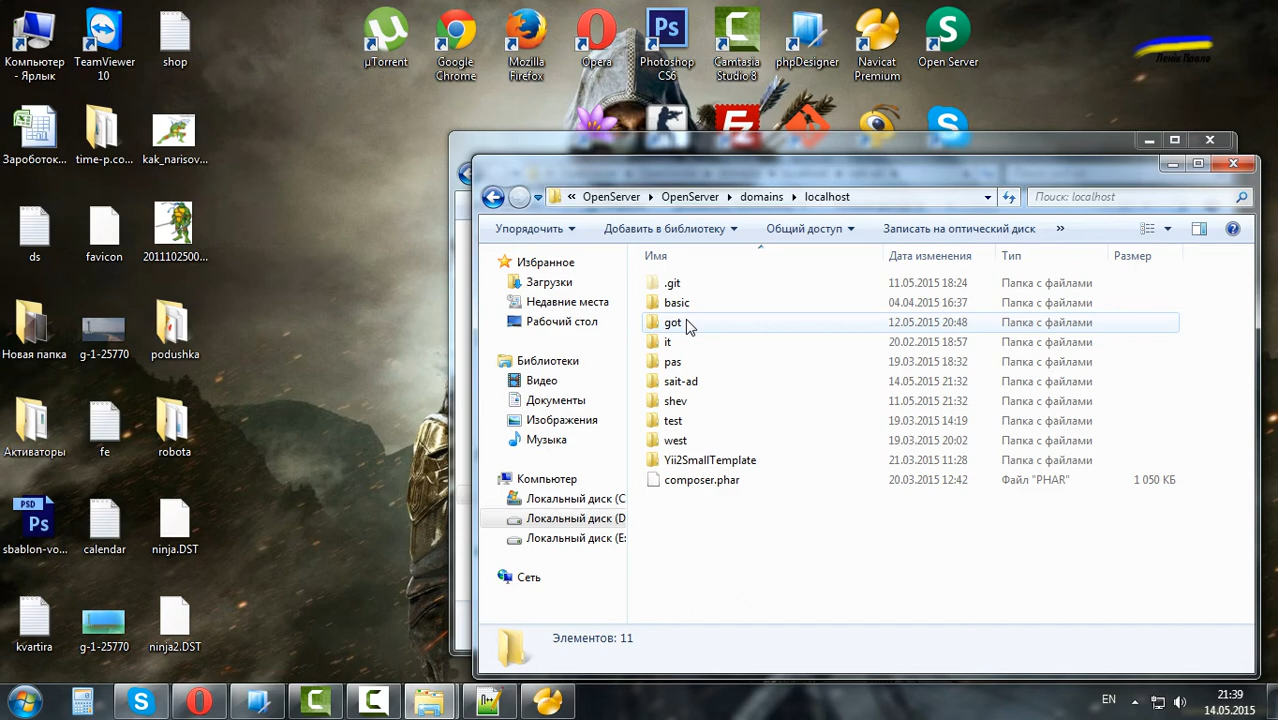 Компьютер - Ярлык
TeamViewer 10
shop
µTorrent
Google Chrome
Mozilla Firefox
Opera
Photoshop CS6
Camtasia Studio 8
phpDesigner
Navicat Premium
Open Server
Леник Павло
Зароботок...
time-p.co...
kak_narisov...
ds
favicon
2011102500...
Новая папка
g-1-25770
podushka
Активаторы
fe
robota
sbablon-vo...
calendar
ninja.DST
kvartira
g-1-25770
ninja2.DST
« OpenServer OpenServer domains localhost
Поиск: localhost
Упорядочить Добавить в библиотеку Общий доступ Записать на оптический диск »
Имя Дата изменения Тип Размер
Избранное
Загрузки
Недавние места
Рабочий стол
Библиотеки
Видео
Документы
Изображения
Музыка
Компьютер
Локальный диск (C
Локальный диск (D
Локальный диск (E:
Сеть
.git 11.05.2015 18:24 Папка с файлами
basic 04.04.2015 16:37 Папка с файлами
got 12.05.2015 20:48 Папка с файлами
it 20.02.2015 18:57 Папка с файлами
pas 19.03.2015 18:32 Папка с файлами
sait-ad 14.05.2015 21:32 Папка с файлами
shev 11.05.2015 21:32 Папка с файлами
test 19.03.2015 14:19 Папка с файлами
west 19.03.2015 20:02 Папка с файлами
Yii2SmallTemplate 21.03.2015 11:28 Папка с файлами
composer.phar 20.03.2015 12:42 Файл "PHAR" 1 050 КБ
Элементов: 11
EN
21:39
14.05.2015